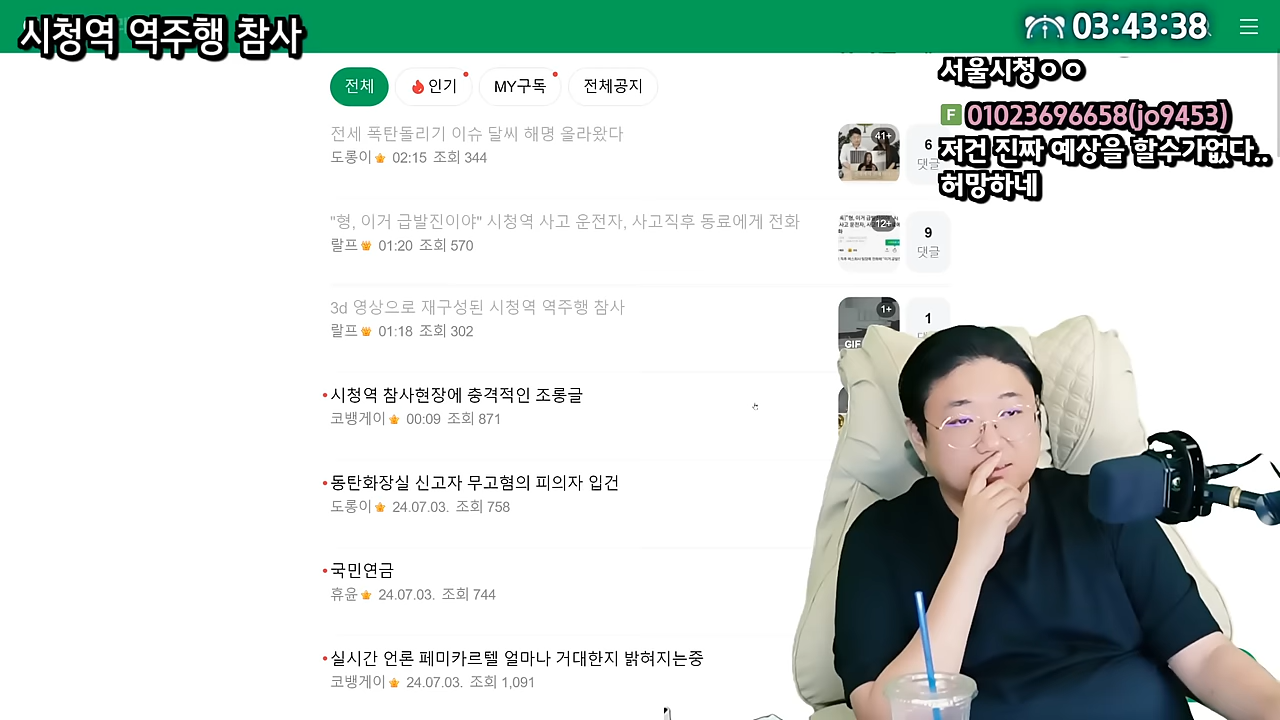 시청역 역주행 참사
03:43:38
전체
인기
MY구독
전체공지
서울시청ㅇㅇ
F 01023696658(jo9453)
저건 진짜 예상을 할수가없다..
허망하네
전세 폭탄돌리기 이슈 달씨 해명 올라왔다
도롱이 02:15 조회 344
41+
6
댓글
"형, 이거 급발진이야" 시청역 사고 운전자, 사고직후 동료에게 전화
랄프 01:20 조회 570
12+
9
댓글
3d 영상으로 재구성된 시청역 역주행 참사
랄프 01:18 조회 302
1+
GIF
1
시청역 참사현장에 충격적인 조롱글
코뱅게이 00:09 조회 871
동탄화장실 신고자 무고혐의 피의자 입건
도롱이 24.07.03. 조회 758
국민연금
휴윤 24.07.03. 조회 744
실시간 언론 페미카르텔 얼마나 거대한지 밝혀지는중
코뱅게이 24.07.03. 조회 1,091